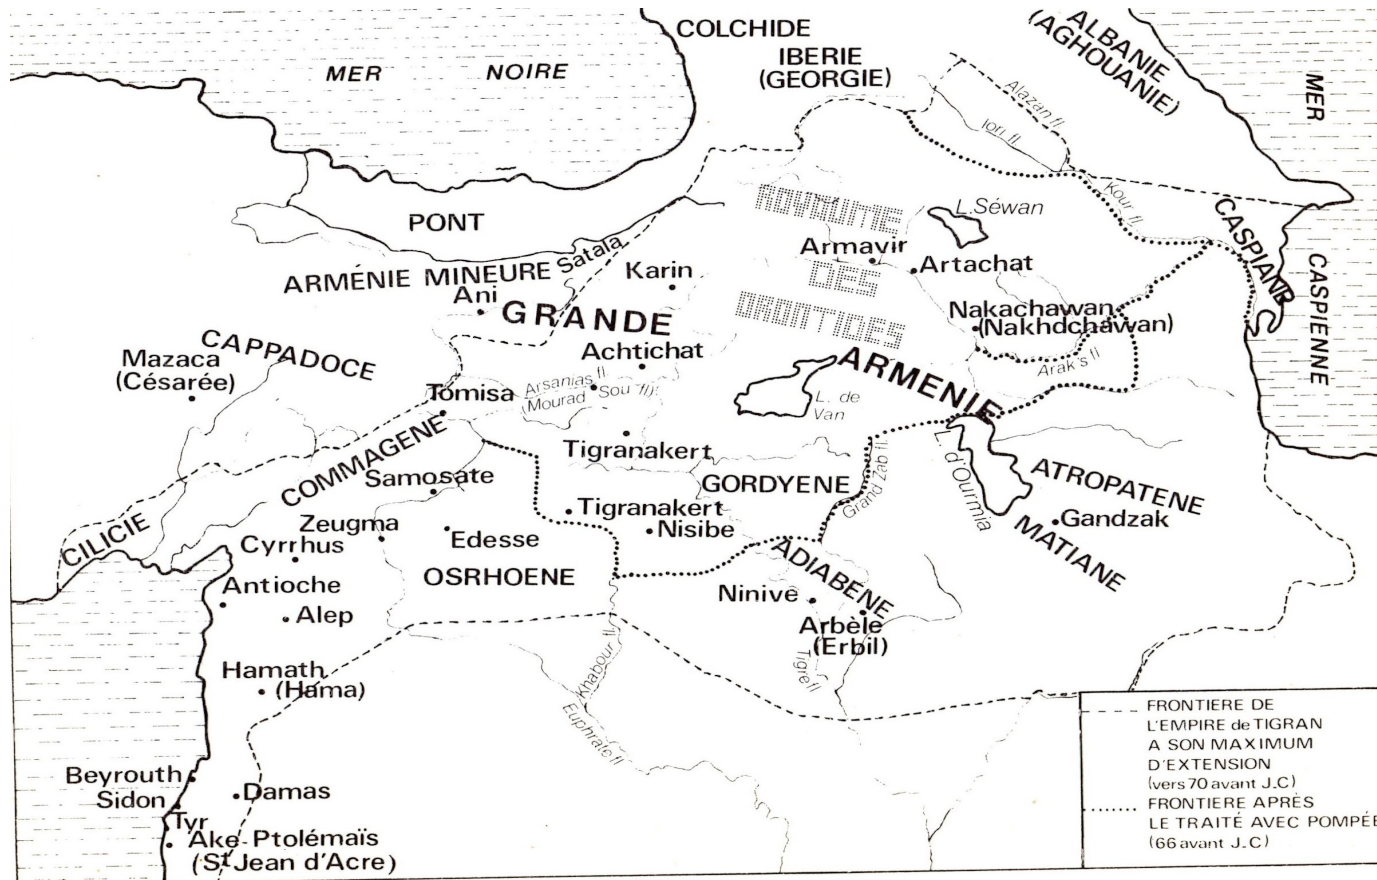 COLCHIDE
IBERIE
(GEORGIE)
ALBANIE
(AGHOUANIE)
MER NOIRE
MER
CASPIENNE
Alazan fl.
Iori fl
Kour fl.
CASPIANE
ROYAUME
DES
ORONTIDES
L.Séwan
PONT
Armavir
Artachat
Satala
ARMÉNIE MINEURE
Karin
Ani
GRANDE
ARMENIE
Nakachawan
(Nakhdchawan)
Arak's fl
CAPPADOCE
Mazaca
(Césarée)
Achtichat
Tomisa
Arsanias fl.
(Mourad Sou fl).
L. de
Van
COMMAGENE
Tigranakert
Samosate
GORDYENE
Grand Zab fl.
L. d'Ourmia
ATROPATENE
Gandzak
MATIANE
CILICIE
Zeugma
Tigranakert
Nisibe
Cyrrhus
Edesse
OSRHOENE
ADIABENE
Antioche
Alep
Ninive
Arbèle
(Erbil)
Tigre fl
Hamath
(Hama)
Khabour fl
Euphrate fl
Beyrouth
Sidon
Damas
Tyr
Ake-Ptolémaïs
(St Jean d'Acre)
FRONTIERE DE
L'EMPIRE de TIGRAN
A SON MAXIMUM
D'EXTENSION
(vers 70 avant J.C)
FRONTIERE APRÈS
LE TRAITÉ AVEC POMPÉE
(66 avant J.C)